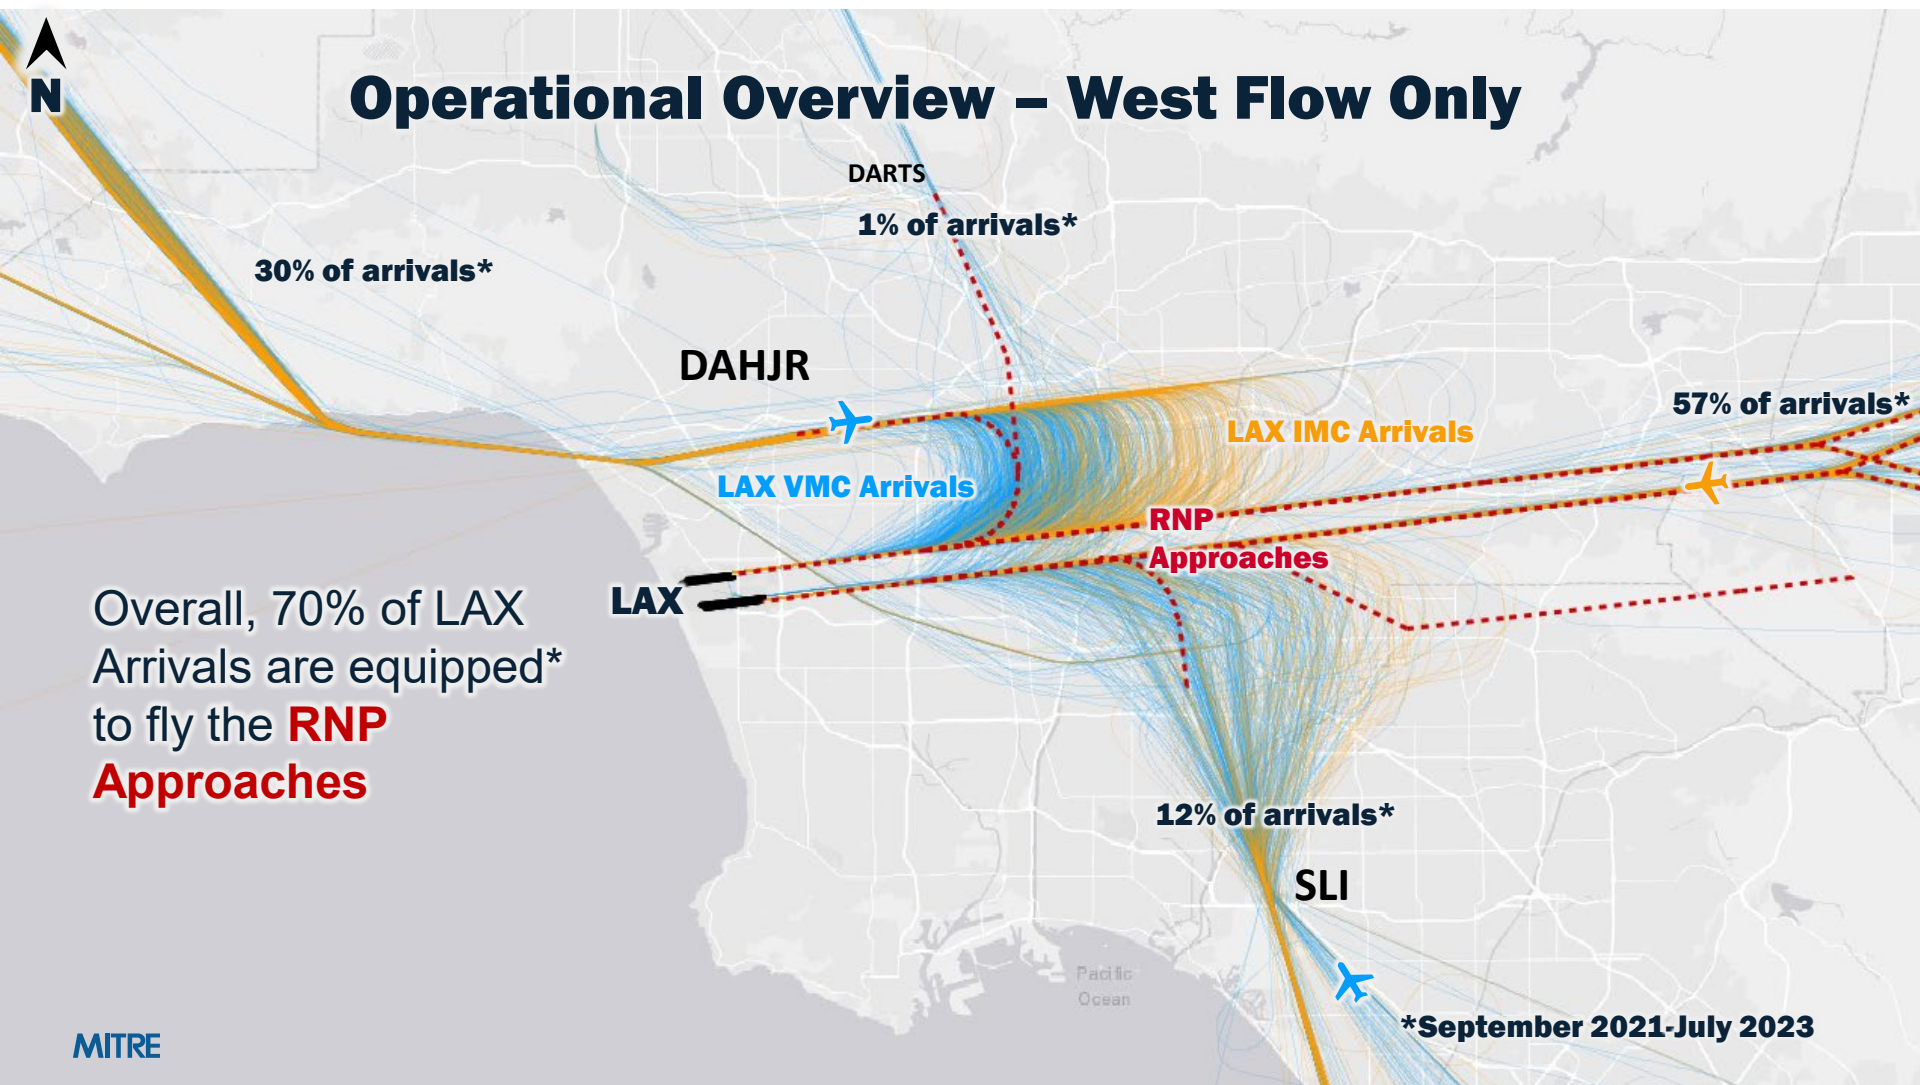 N
Operational Overview – West Flow Only
DARTS
1% of arrivals*
30% of arrivals*
DAHJR
57% of arrivals*
LAX IMC Arrivals
LAX VMC Arrivals
RNP
Approaches
LAX
Overall, 70% of LAX
Arrivals are equipped*
to fly the RNP
Approaches
12% of arrivals*
SLI
Pacific
Ocean
*September 2021-July 2023
MITRE